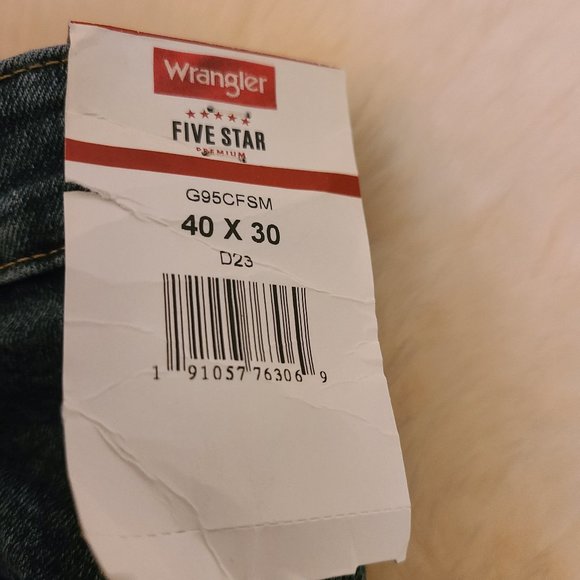 Wrangler
★★★★★
FIVE STAR
PREMIUM
G95CFSM
40 X 30
D23
1 91057 76306 9